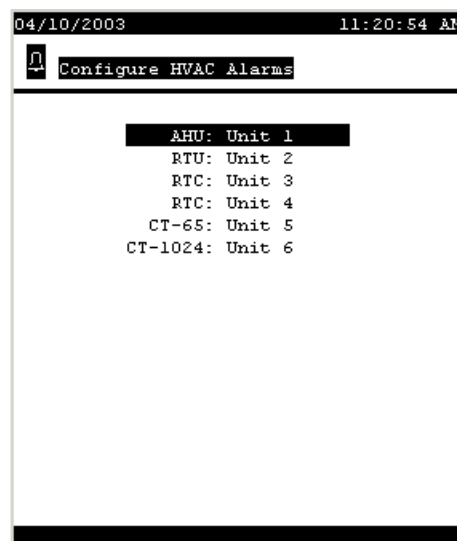 04/10/2003 11:20:54 AM
Configure HVAC Alarms
AHU: Unit 1
RTU: Unit 2
RTC: Unit 3
RTC: Unit 4
CT-65: Unit 5
CT-1024: Unit 6